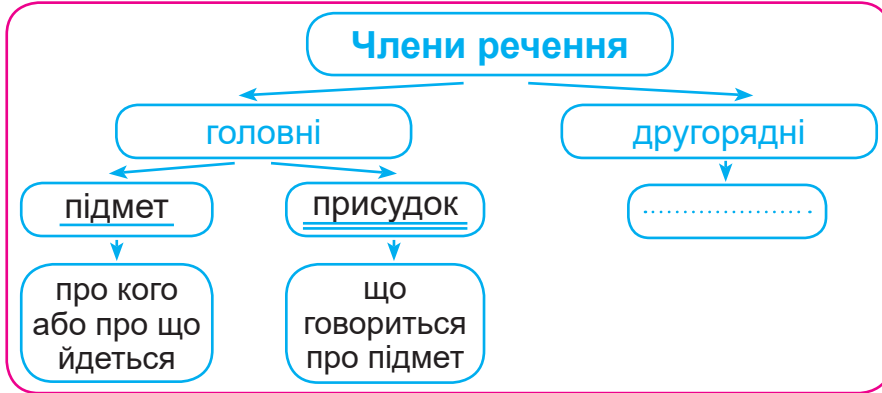 Члени речення
головні
другорядні
підмет
присудок
про кого
або про що
йдеться
що
говориться
про підмет